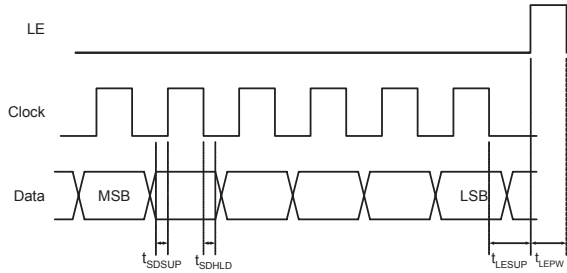 LE
Clock
Data
MSB
LSB
tSDSUP
tSDHLD
tLESUP
tLEPW